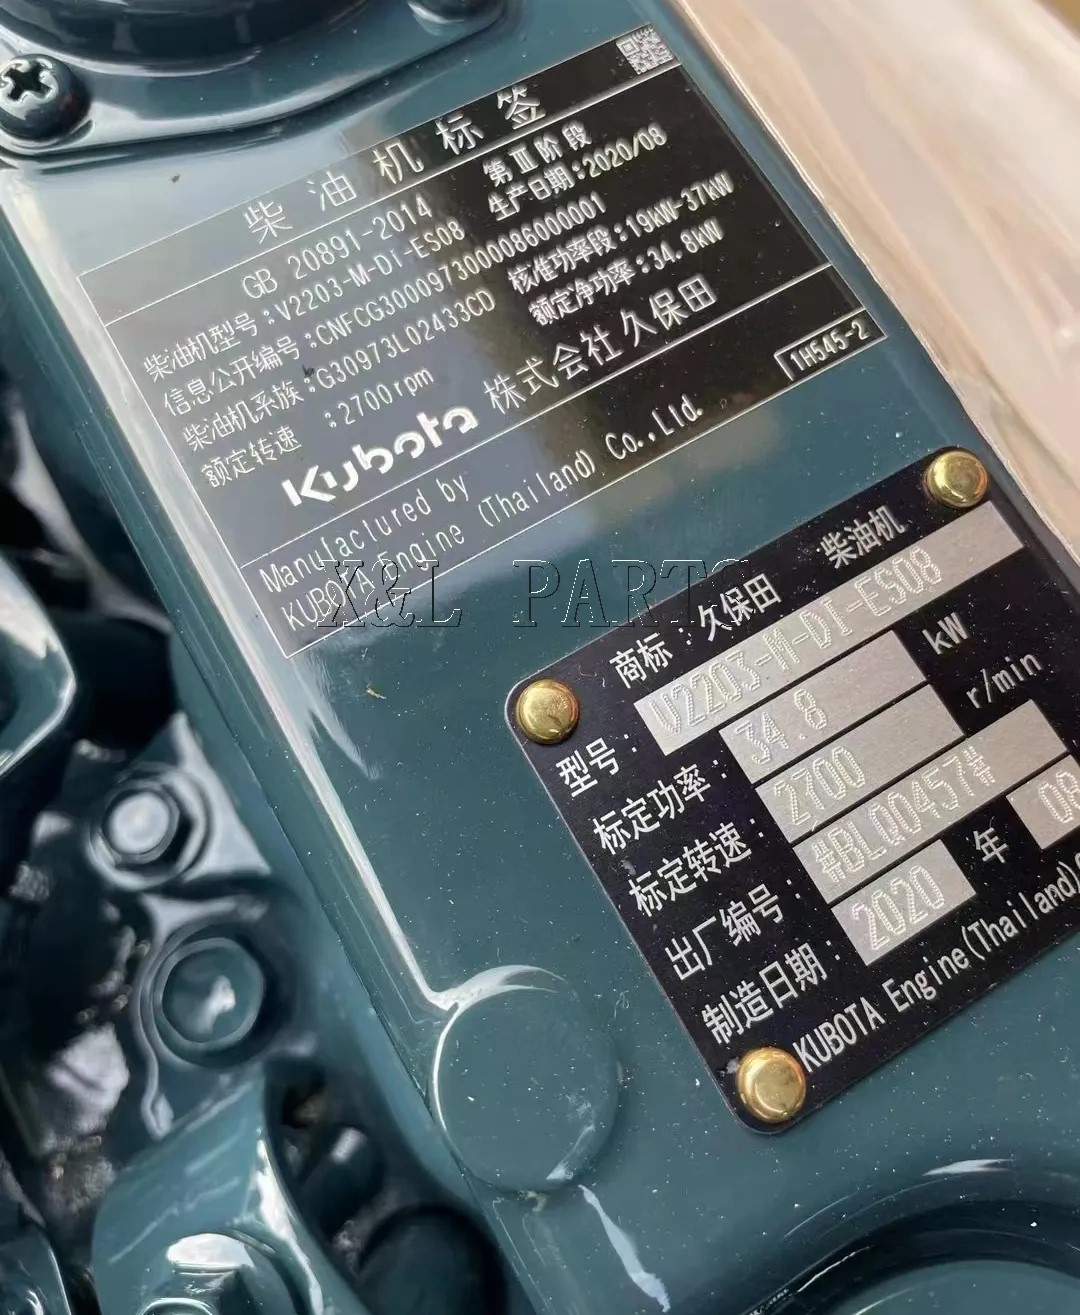 柴油机标签
GB 20891-2014 第Ⅲ阶段
柴油机型号:V2203-M-DI-ES08 生产日期:2020/08
信息公开编号:CNFCG30009730000086000001
柴油机系族:G30973L02433CD 核准功率段:19kW-37kW
额定转速 :2700rpm 额定净功率:34.8kW
Kubota 株式会社久保田
1H545-2
Manufactured by
KUBOTA Engine (Thailand) Co.,Ltd.
X&L PARTS
商标:久保田 柴油机
型号: V2203-M-DI-ES08
标定功率: 34.8 kW
标定转速: 2700 r/min
出厂编号: #BLQ0457#
制造日期: 2020 年 08
KUBOTA Engine(Thailand)